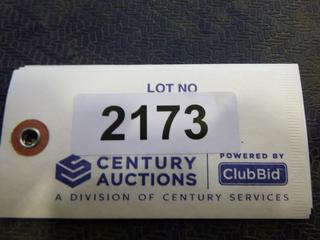 LOT NO
2173
CENTURY AUCTIONS
POWERED BY
ClubBid
A DIVISION OF CENTURY SERVICES